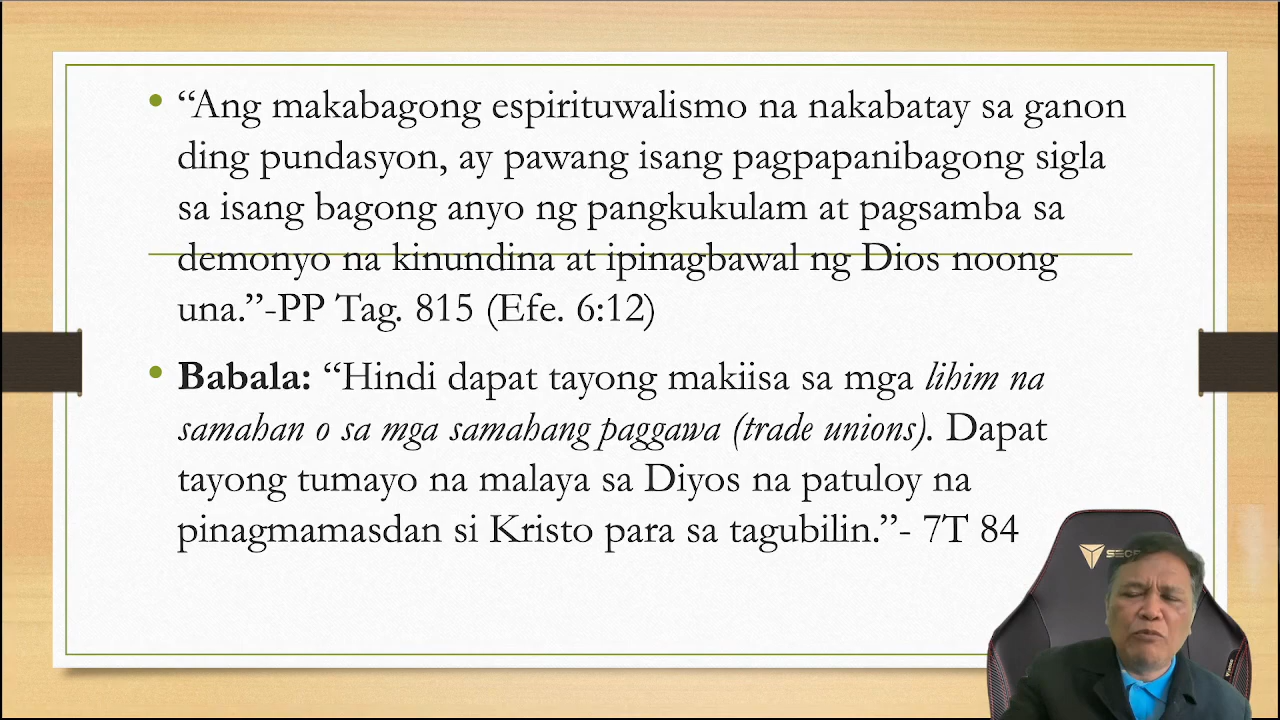 “Ang makabagong espirituwalismo na nakabatay sa ganon
ding pundasyon, ay pawang isang pagpapanibagong sigla
sa isang bagong anyo ng pangkukulam at pagsamba sa
demonyo na kinundina at ipinagbawal ng Dios noong
una.”-PP Tag. 815 (Efe. 6:12)
Babala: “Hindi dapat tayong makiisa sa mga lihim na
samahan o sa mga samahang paggawa (trade unions). Dapat
tayong tumayo na malaya sa Diyos na patuloy na
pinagmamasdan si Kristo para sa tagubilin.”- 7T 84